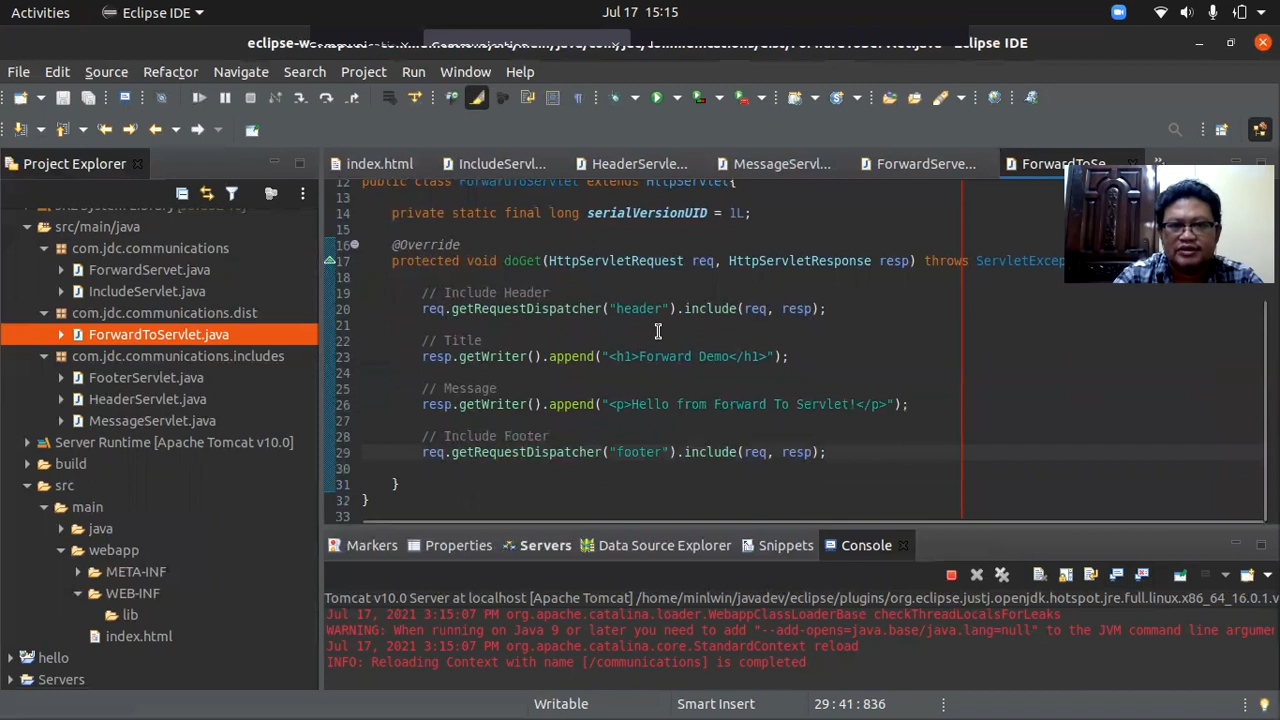 Activities
Eclipse IDE
Jul 17 15:15
Eclipse IDE
File Edit Source Refactor Navigate Search Project Run Window Help
Project Explorer
index.html
IncludeServl...
HeaderServle...
MessageServl...
ForwardServe...
ForwardToSe...
src/main/java
com.jdc.communications
ForwardServet.java
IncludeServlet.java
com.jdc.communications.dist
ForwardToServlet.java
com.jdc.communications.includes
FooterServlet.java
HeaderServlet.java
MessageServlet.java
Server Runtime [Apache Tomcat v10.0]
build
src
main
java
webapp
META-INF
WEB-INF
lib
index.html
hello
Servers
12 public class ForwardToServlet extends HttpServlet{
13
14 private static final long serialVersionUID = 1L;
15
16 @Override
17 protected void doGet(HttpServletRequest req, HttpServletResponse resp) throws ServletExcep
18
19 // Include Header
20 req.getRequestDispatcher("header").include(req, resp);
21
22 // Title
23 resp.getWriter().append("<h1>Forward Demo</h1>");
24
25 // Message
26 resp.getWriter().append("<p>Hello from Forward To Servlet!</p>");
27
28 // Include Footer
29 req.getRequestDispatcher("footer").include(req, resp);
30
31 }
32 }
33
Markers Properties Servers Data Source Explorer Snippets Console
Tomcat v10.0 Server at localhost [Apache Tomcat] /home/minlwin/javadev/eclipse/plugins/org.eclipse.justj.openjdk.hotspot.jre.full.linux.x86_64_16.0.1.v
Jul 17, 2021 3:15:07 PM org.apache.catalina.loader.WebappClassLoaderBase checkThreadLocalsForLeaks
WARNING: When running on Java 9 or later you need to add "--add-opens=java.base/java.lang=null" to the JVM command line argumen
Jul 17, 2021 3:15:07 PM org.apache.catalina.core.StandardContext reload
INFO: Reloading Context with name [/communications] is completed
Writable
Smart Insert
29 : 41 : 836